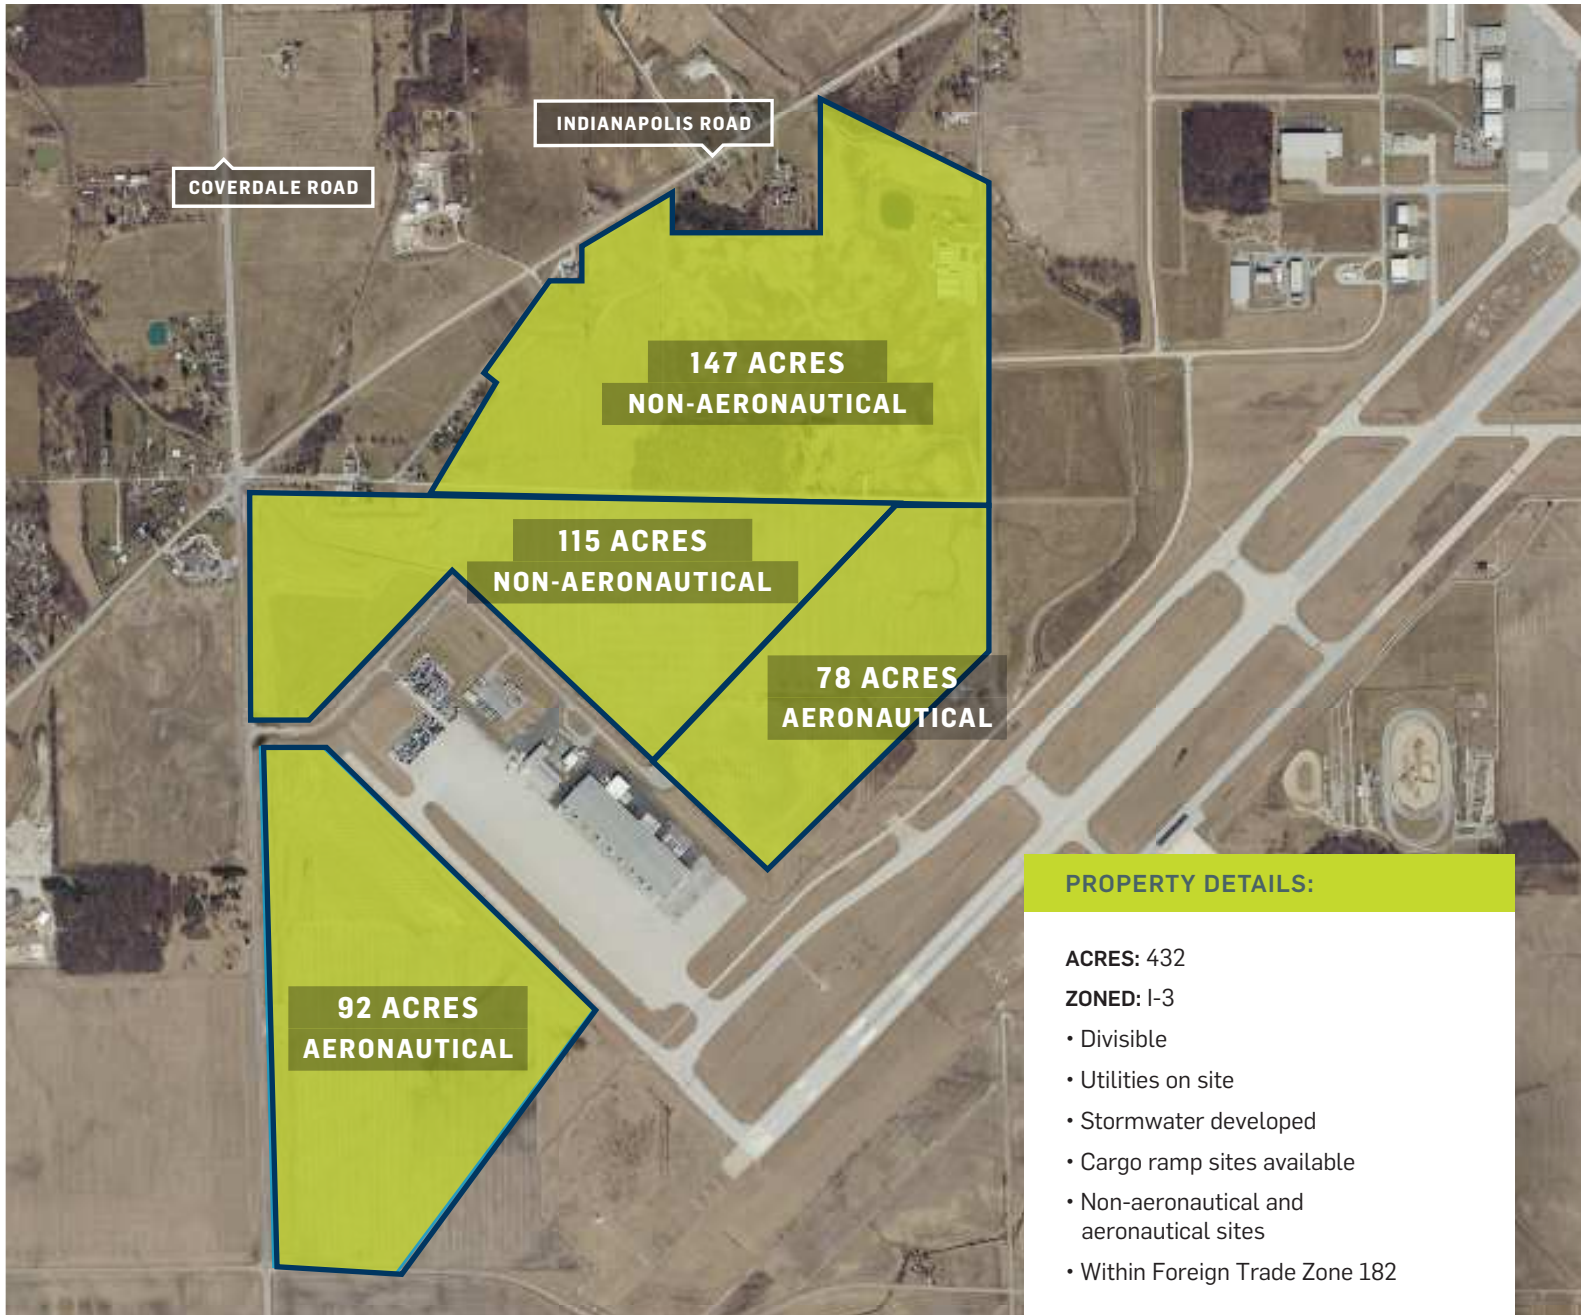 INDIANAPOLIS ROAD
COVERDALE ROAD
147 ACRES
NON-AERONAUTICAL
115 ACRES
NON-AERONAUTICAL
78 ACRES
AERONAUTICAL
92 ACRES
AERONAUTICAL
PROPERTY DETAILS:
ACRES: 432
ZONED: I-3
• Divisible
• Utilities on site
• Stormwater developed
• Cargo ramp sites available
• Non-aeronautical and
aeronautical sites
• Within Foreign Trade Zone 182